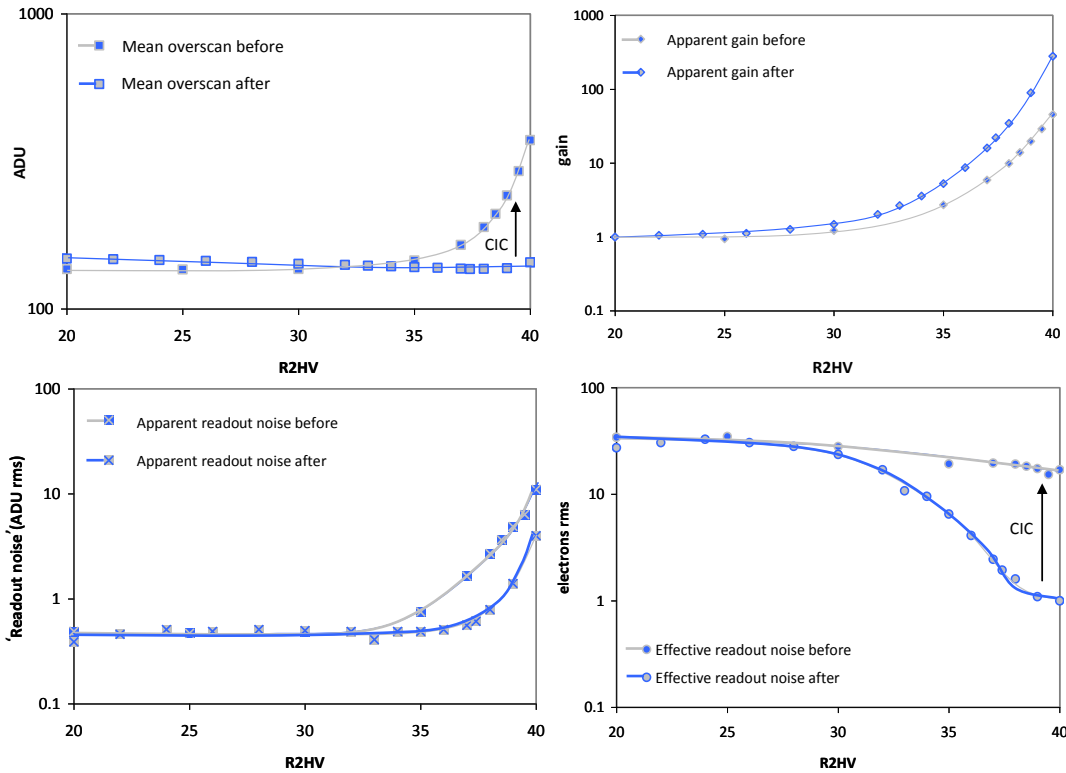 1000
Mean overscan before
Mean overscan after
ADU
CIC
100
20 25 30 35 40
R2HV
1000
Apparent gain before
Apparent gain after
100
gain
10
1
0.1
20 25 30 35 40
R2HV
100
Apparent readout noise before
Apparent readout noise after
10
'Readout noise'(ADU rms)
1
0.1
20 25 30 35 40
R2HV
100
10
electrons rms
CIC
1
Effective readout noise before
Effective readout noise after
0.1
20 25 30 35 40
R2HV